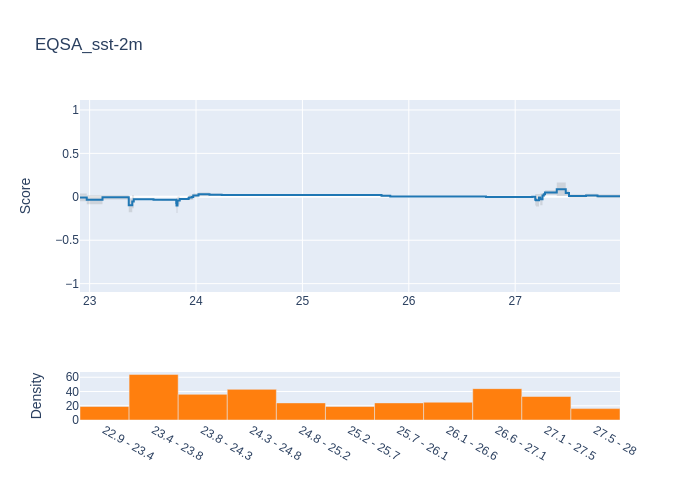 EQSA_sst-2m
1
0.5
0
−0.5
−1
Score
23 24 25 26 27
60
40
20
0
Density
22.9 - 23.4
23.4 - 23.8
23.8 - 24.3
24.3 - 24.8
24.8 - 25.2
25.2 - 25.7
25.7 - 26.1
26.1 - 26.6
26.6 - 27.1
27.1 - 27.5
27.5 - 28